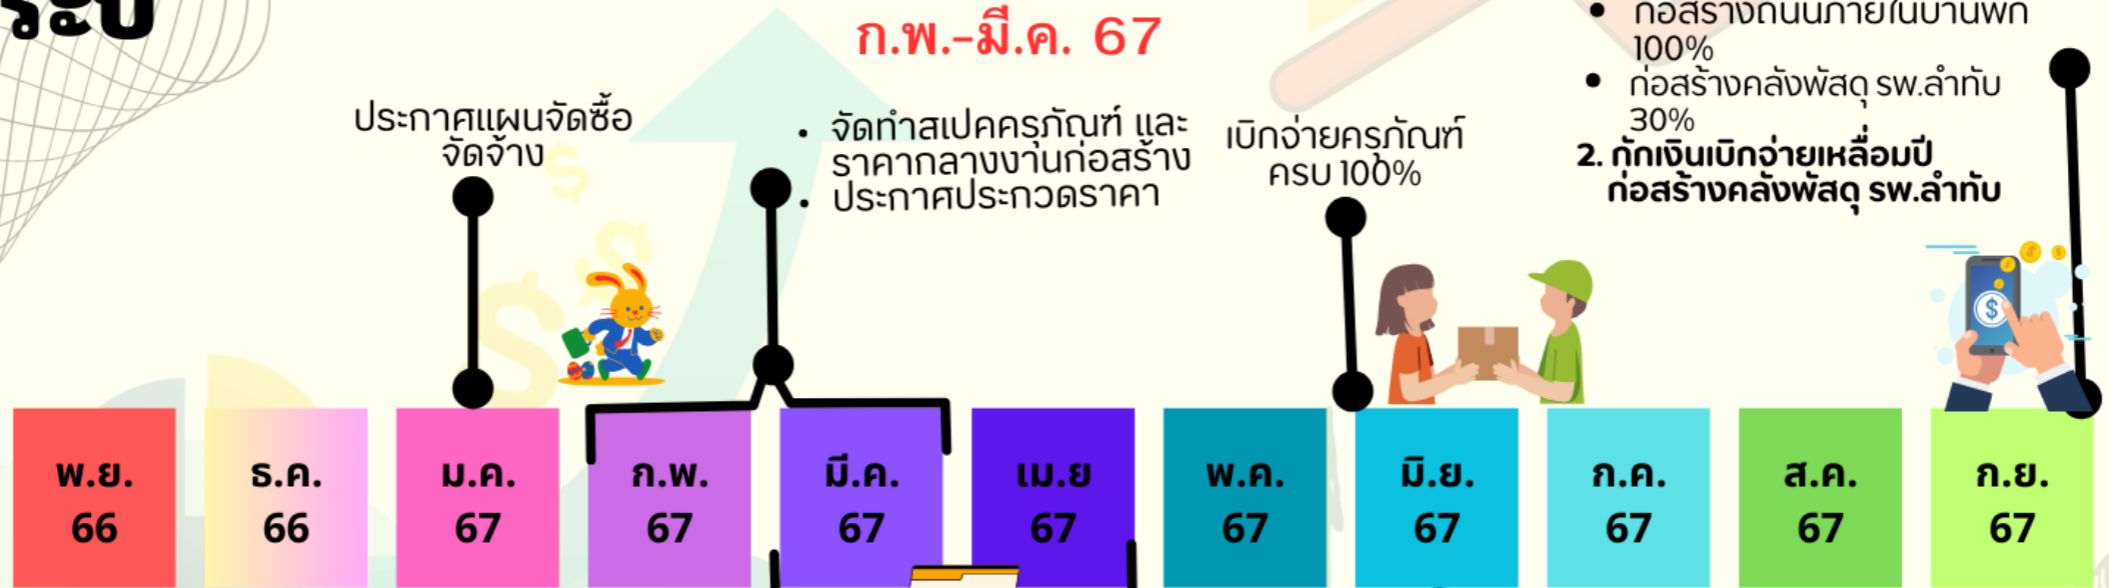 ระบ
ก.พ.-มี.ค. 67
ประกาศแผนจัดซื้อ
จัดจ้าง
• จัดทำสเปคครุภัณฑ์ และ
ราคากลางงานก่อสร้าง
• ประกาศประกวดราคา
เบิกจ่ายครุภัณฑ์
ครบ 100%
• ก่อสร้างถนนภายในบ้านพัก
100%
• ก่อสร้างคลังพัสดุ รพ.ลำทับ
30%
2. กักเงินเบิกจ่ายเหลื่อมปี
ก่อสร้างคลังพัสดุ รพ.ลำทับ
พ.ย.
66
ธ.ค.
66
ม.ค.
67
ก.พ.
67
มี.ค.
67
เม.ย
67
พ.ค.
67
มิ.ย.
67
ก.ค.
67
ส.ค.
67
ก.ย.
67